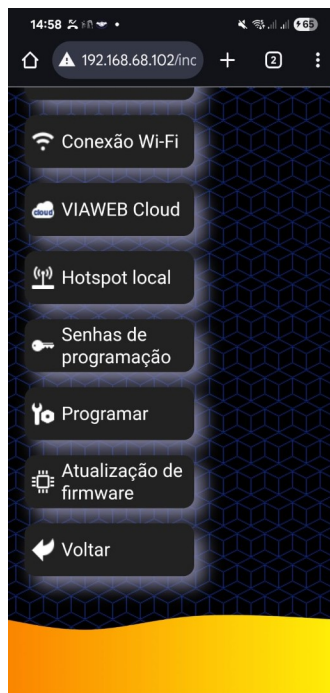 14:58
65
192.168.68.102/inc
2
Conexão Wi-Fi
cloud
VIAWEB Cloud
Hotspot local
Senhas de
programação
Programar
Atualização de
firmware
Voltar